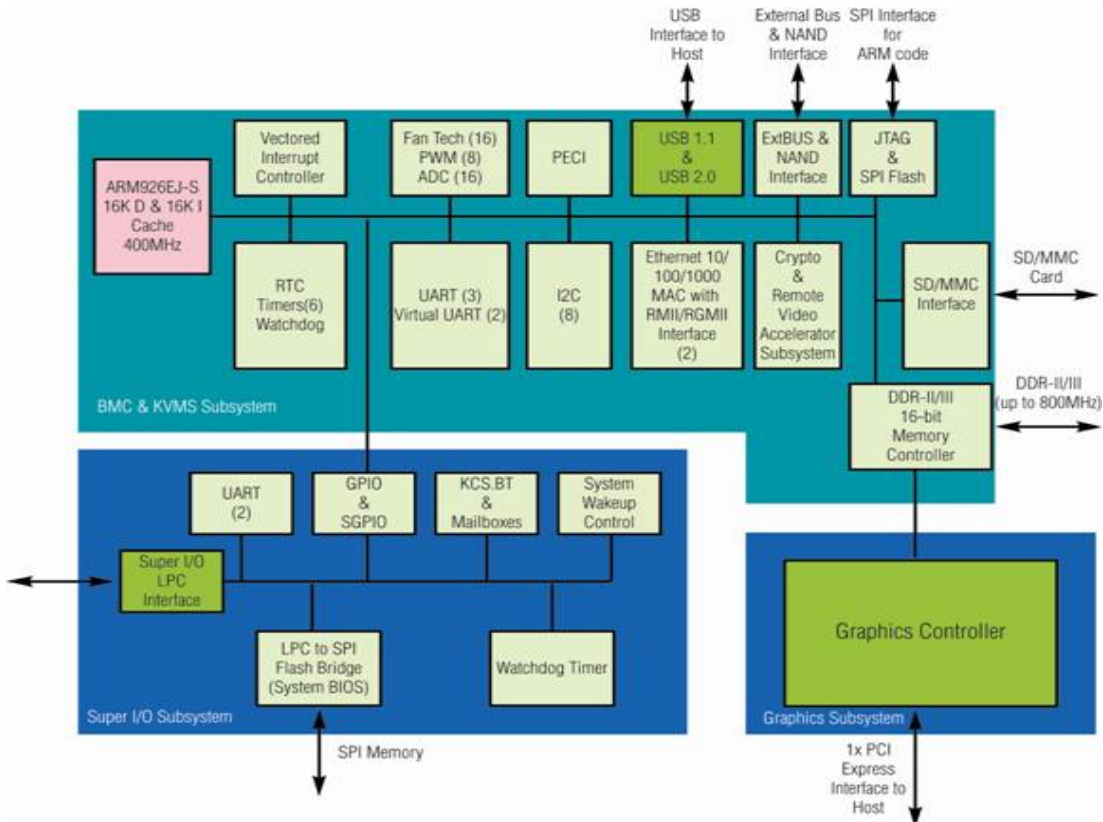 USB
Interface to
Host
External Bus
& NAND
Interface
SPI Interface
for
ARM code
ARM926EJ-S
16K D & 16K I
Cache
400MHz
Vectored
Interrupt
Controller
Fan Tech (16)
PWM (8)
ADC (16)
PECI
USB 1.1
&
USB 2.0
ExtBUS &
NAND
Interface
JTAG
&
SPI Flash
RTC
Timers(6)
Watchdog
UART (3)
Virtual UART (2)
I2C
(8)
Ethernet 10/
100/1000
MAC with
RMII/RGMII
Interface
(2)
Crypto
&
Remote
Video
Accelerator
Subsystem
SD/MMC
Interface
SD/MMC
Card
DDR-II/III
16-bit
Memory
Controller
DDR-II/III
(up to 800MHz)
BMC & KVMS Subsystem
UART
(2)
GPIO
&
SGPIO
KCS.BT
&
Mailboxes
System
Wakeup
Control
Super I/O
LPC
Interface
LPC to SPI
Flash Bridge
(System BIOS)
Watchdog Timer
Super I/O Subsystem
SPI Memory
Graphics Controller
Graphics Subsystem
1x PCI
Express
Interface to
Host